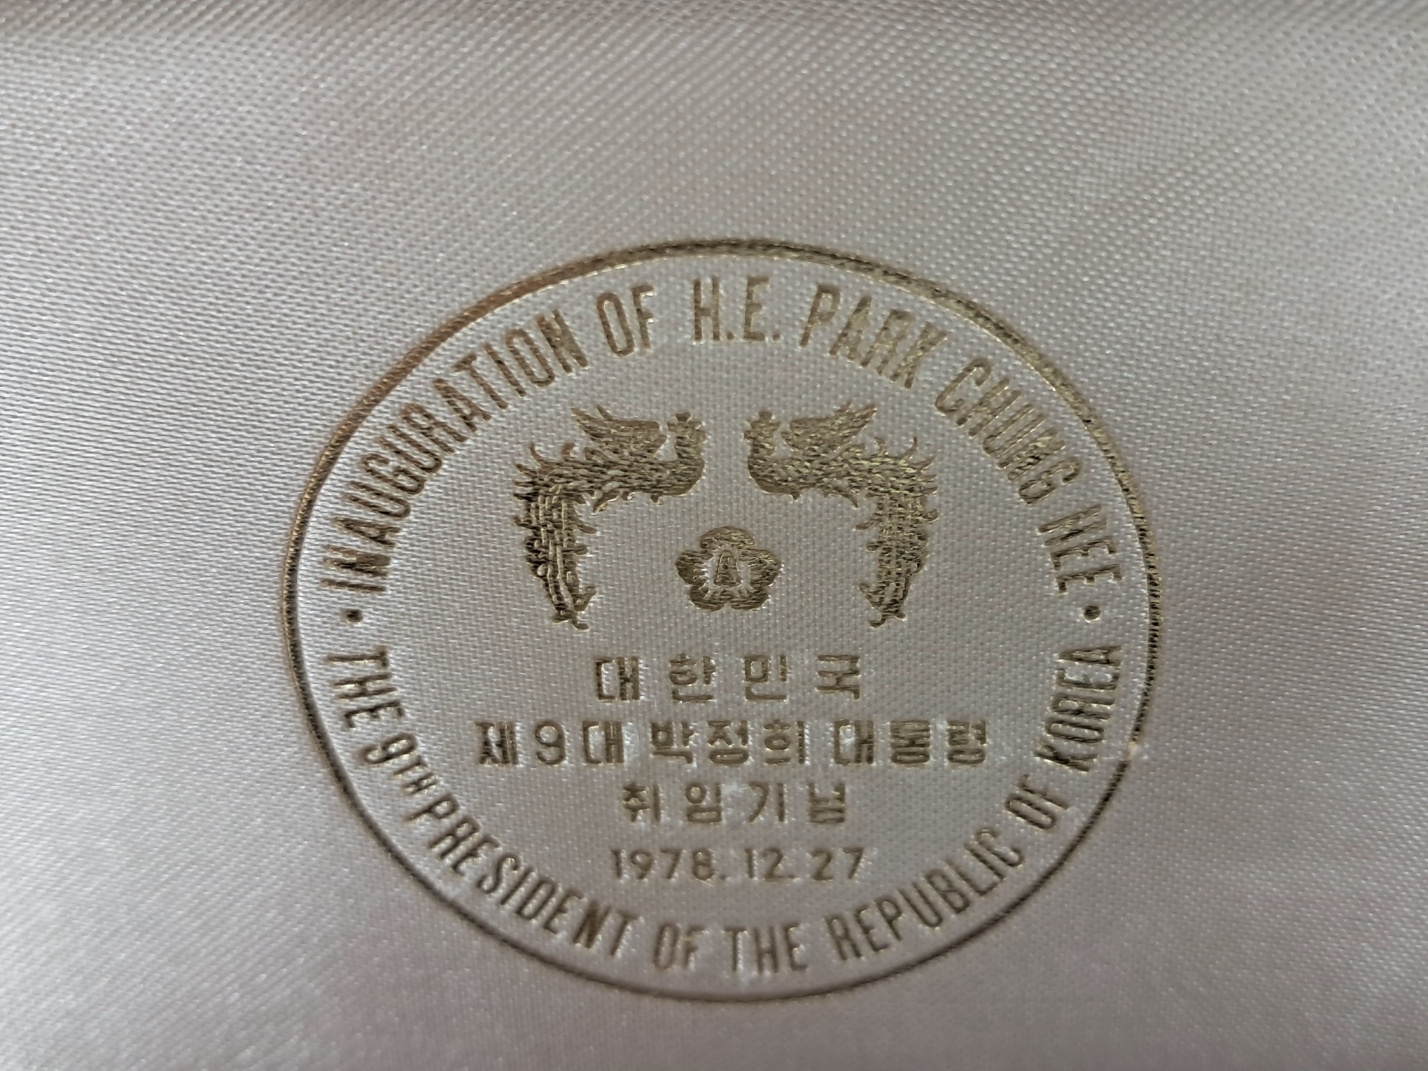 • INAUGURATION OF H.E. PARK CHUNG HEE •
THE 9TH PRESIDENT OF THE REPUBLIC OF KOREA
대한민국
제9대 박정희 대통령
취임기념
1978.12.27